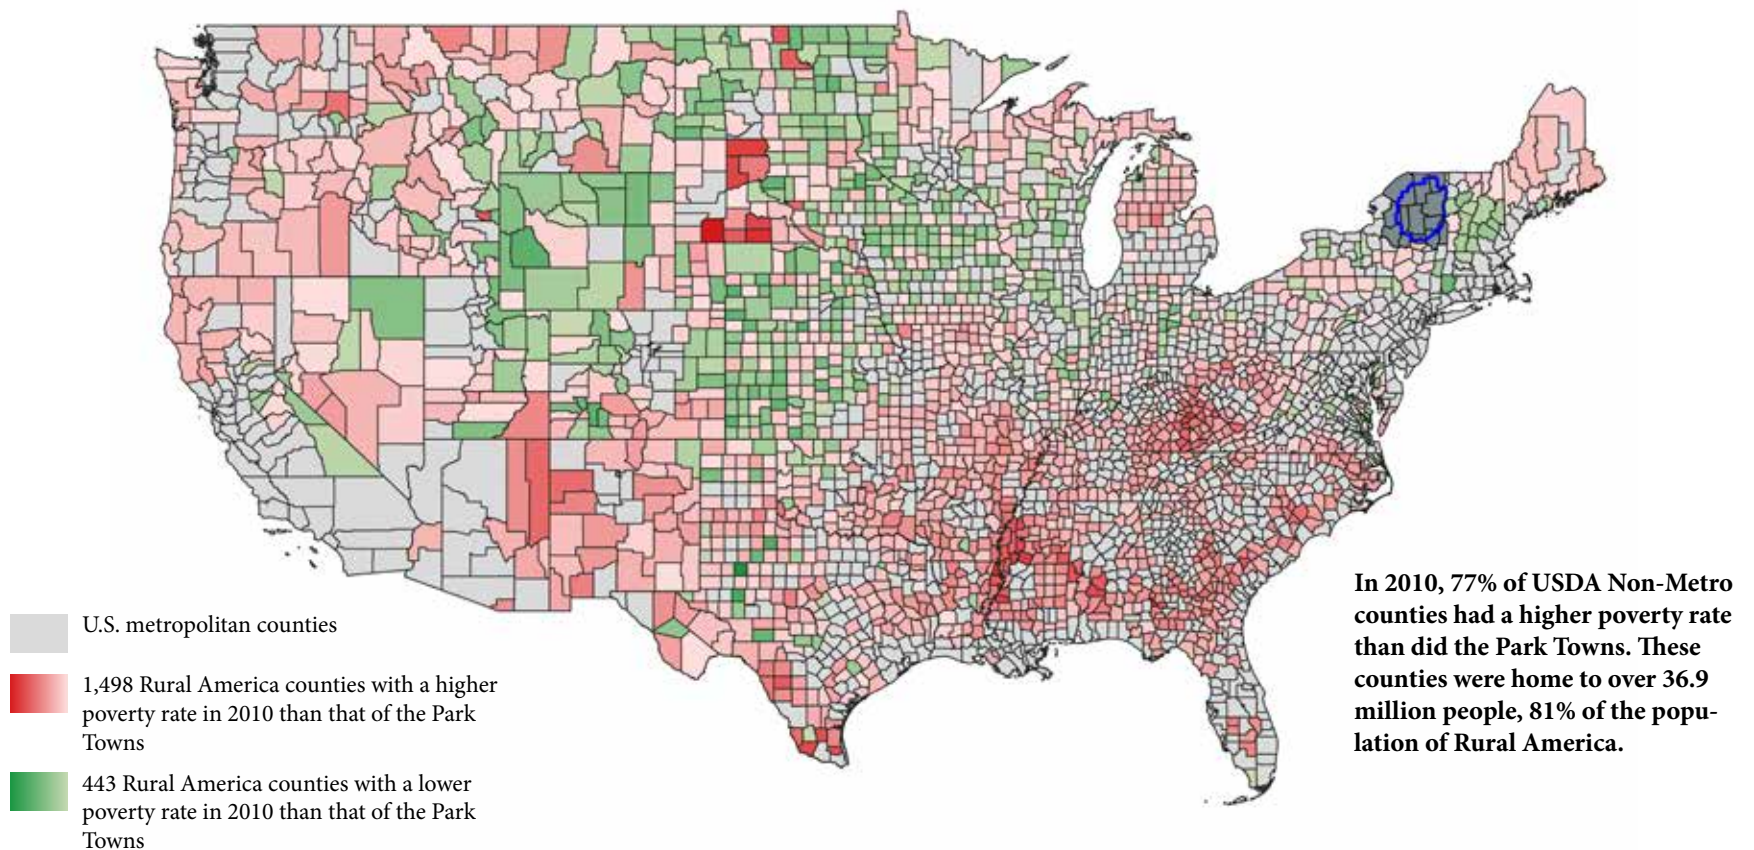 U.S. metropolitan counties
1,498 Rural America counties with a higher
poverty rate in 2010 than that of the Park
Towns
443 Rural America counties with a lower
poverty rate in 2010 than that of the Park
Towns
In 2010, 77% of USDA Non-Metro
counties had a higher poverty rate
than did the Park Towns. These
counties were home to over 36.9
million people, 81% of the popu-
lation of Rural America.